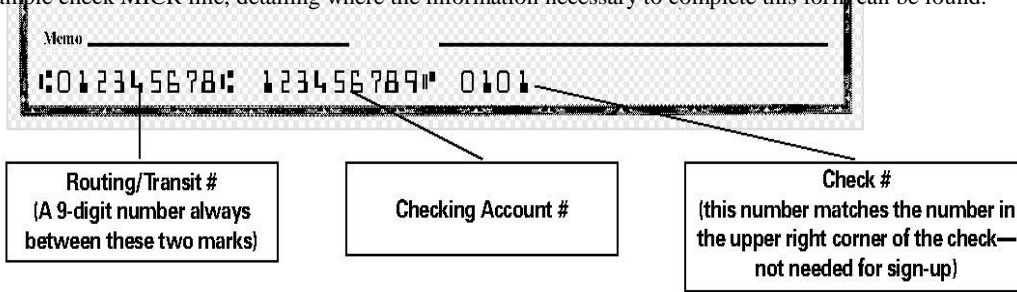 check MICR line, detailing where the information necessary to complete this form can be found.
Memo
⑆012345678⑆ 123456789⑈ 0101
Routing/Transit #
(A 9-digit number always
between these two marks)
Checking Account #
Check #
(this number matches the number in
the upper right corner of the check—
not needed for sign-up)